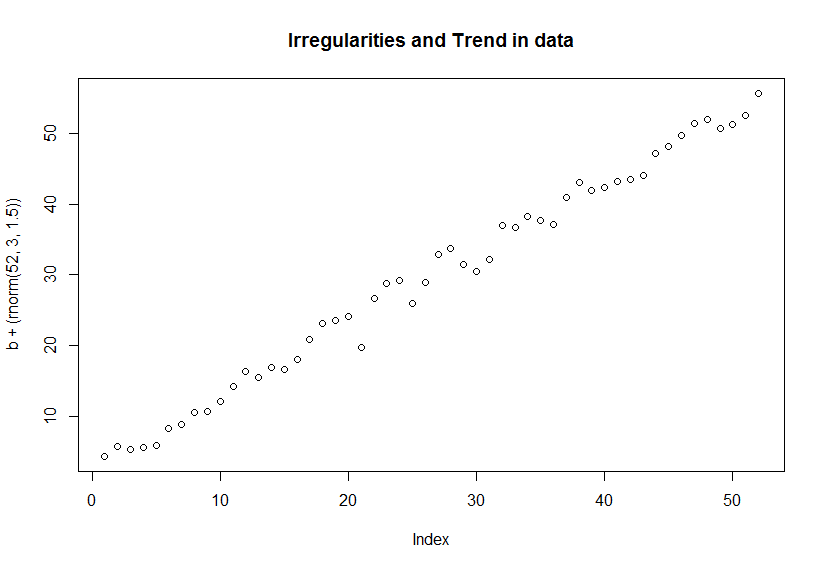 Irregularities and Trend in data
b + (rnorm(52, 3, 1.5))
50
40
30
20
10
0 10 20 30 40 50
Index